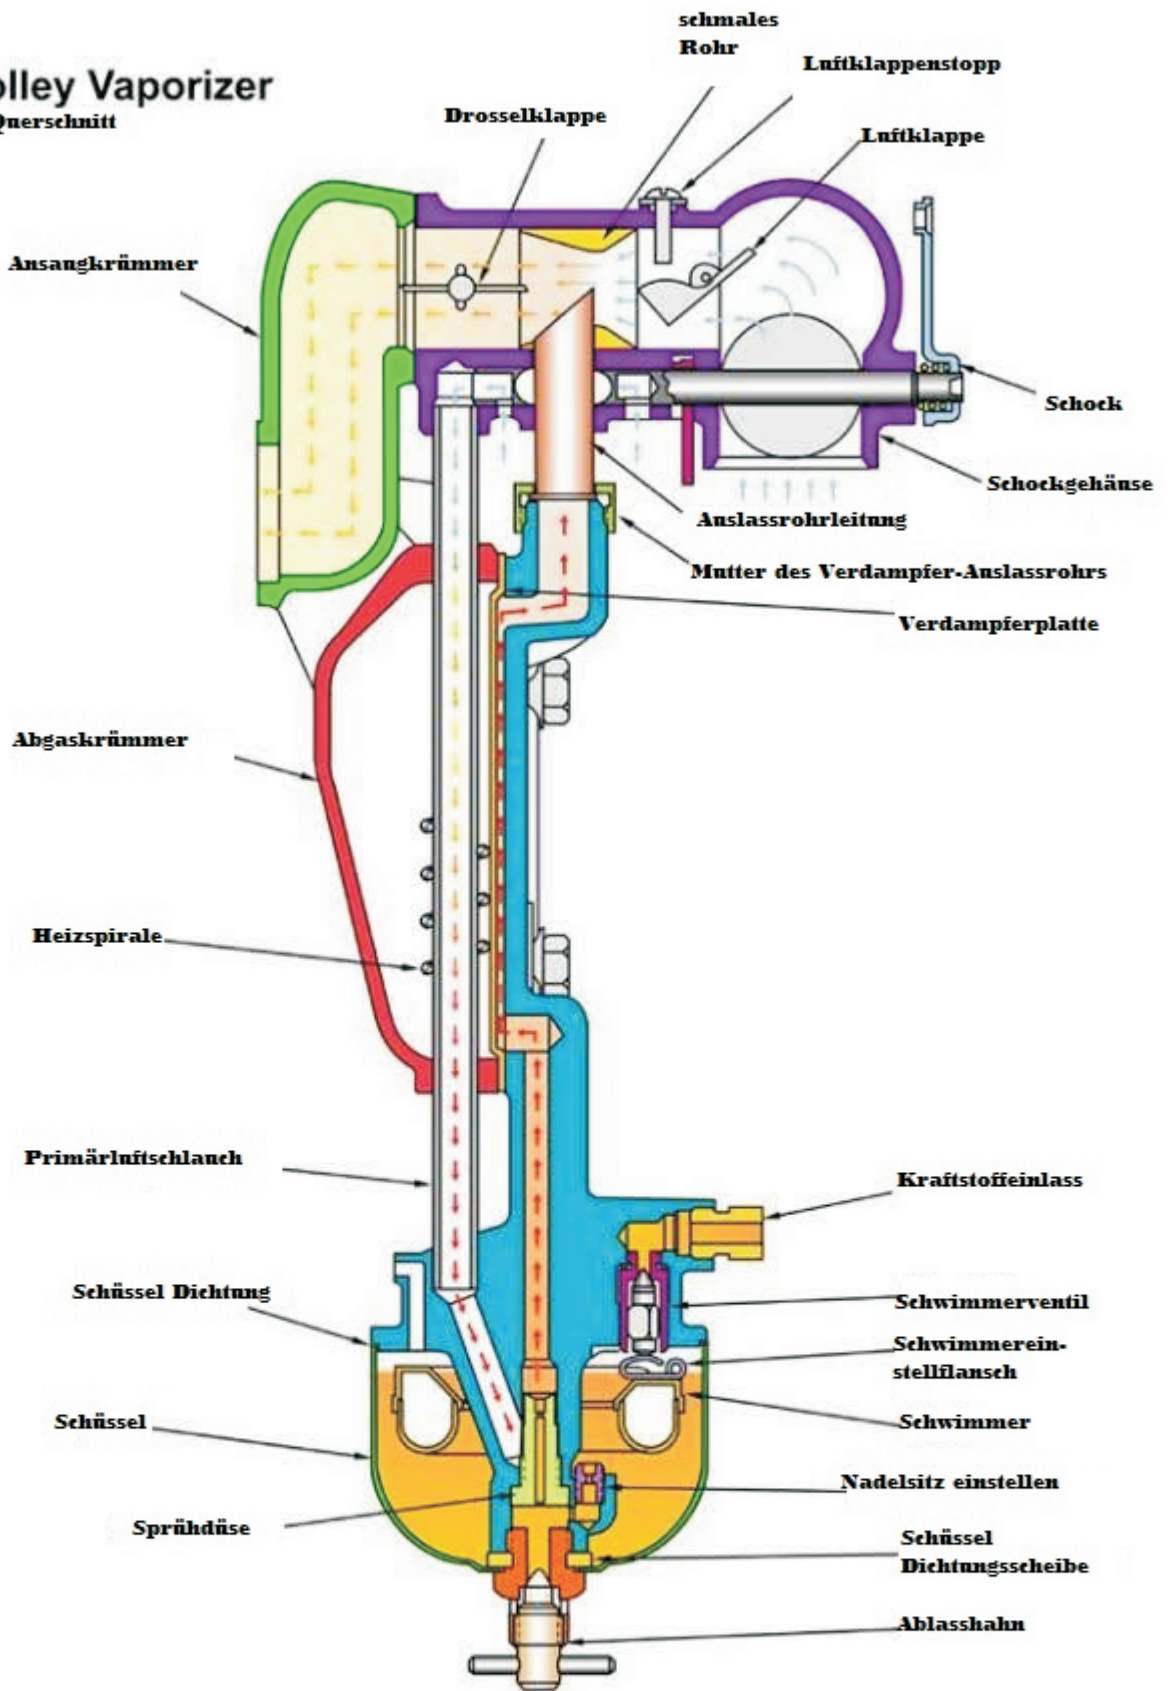 schmales
Rohr
Luftklappenstopp
olley Vaporizer
Querschnitt
Drosselklappe
Luftklappe
Ansaugkrümmer
Schock
Schockgehäuse
Auslassrohrleitung
Mutter des Verdampfer-Auslassrohrs
Verdampferplatte
Abgaskrümmer
Heizspirale
Primärluftschlauch
Kraftstoffeinlass
Schüssel Dichtung
Schwimmerventil
Schwimmerein-
stellflansch
Schüssel
Schwimmer
Nadelsitz einstellen
Sprühdüse
Schüssel
Dichtungsscheibe
Ablasshahn